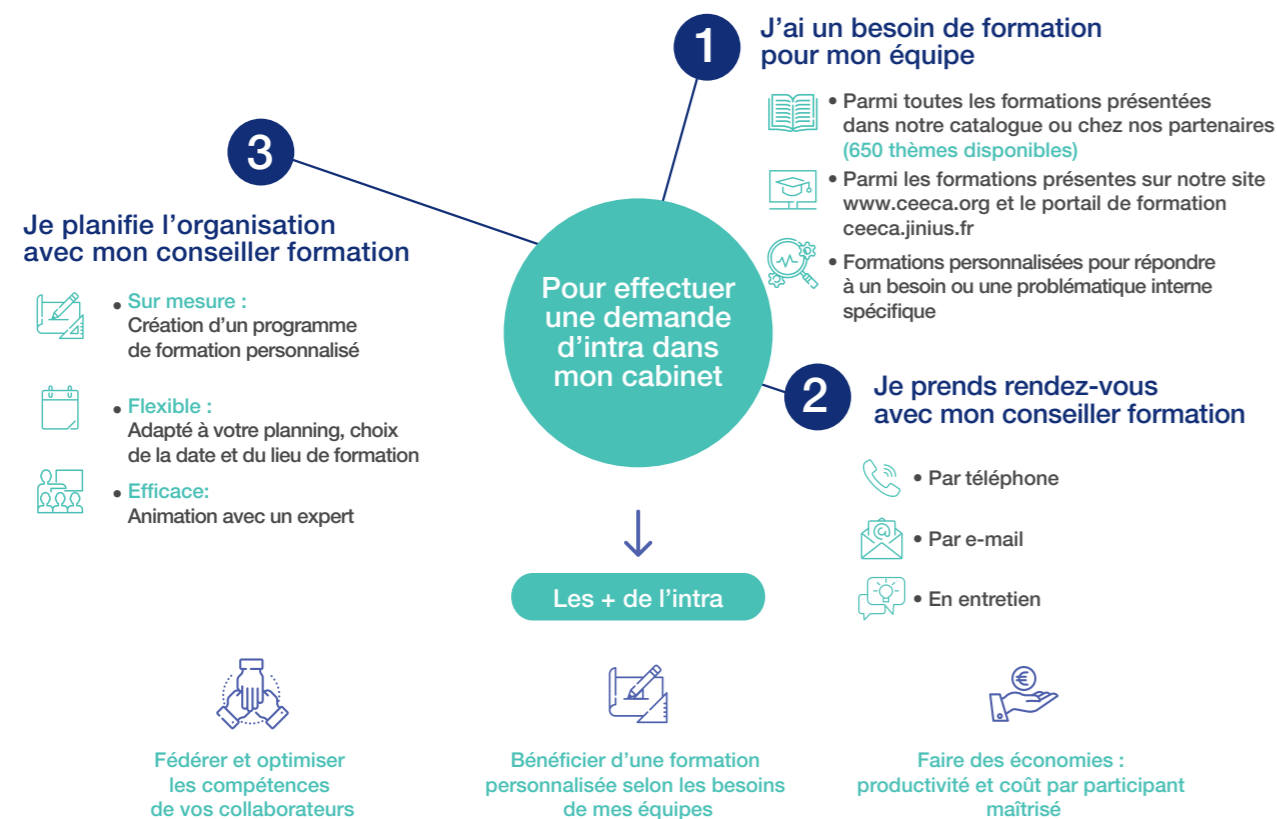 Pour effectuer
une demande
d'intra dans
mon cabinet
1
J'ai un besoin de formation
pour mon équipe
• Parmi toutes les formations présentées
dans notre catalogue ou chez nos partenaires
(650 thèmes disponibles)
• Parmi les formations présentes sur notre site
www.ceeca.org et le portail de formation
ceeca.jinius.fr
• Formations personnalisées pour répondre
à un besoin ou une problématique interne
spécifique
2
Je prends rendez-vous
avec mon conseiller formation
• Par téléphone
• Par e-mail
• En entretien
3
Je planifie l'organisation
avec mon conseiller formation
• Sur mesure :
Création d'un programme
de formation personnalisé
• Flexible :
Adapté à votre planning, choix
de la date et du lieu de formation
• Efficace:
Animation avec un expert
Les + de l'intra
Fédérer et optimiser
les compétences
de vos collaborateurs
Bénéficier d'une formation
personnalisée selon les besoins
de mes équipes
Faire des économies :
productivité et coût par participant
maîtrisé